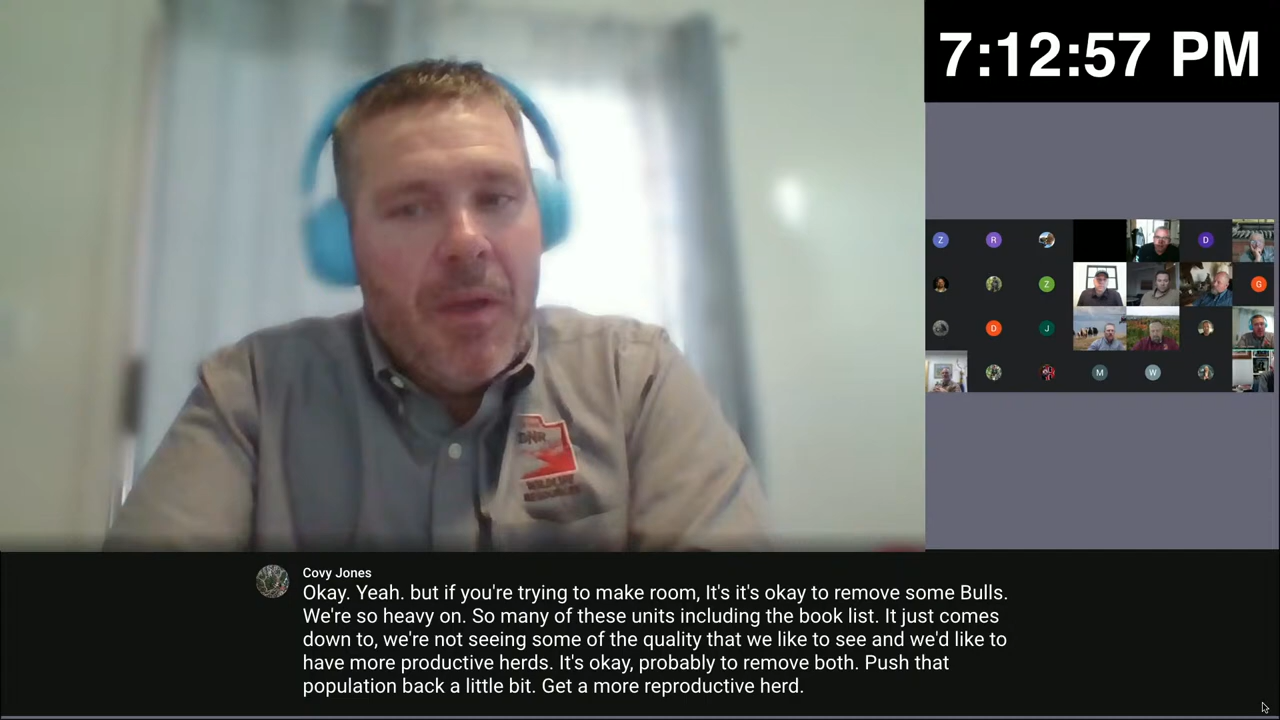 7:12:57 PM
Z
R
D
Z
G
D
J
M
W
DNR
WILDLIFE
RESOURCES
Covy Jones
Okay. Yeah. but if you're trying to make room, It's it's okay to remove some Bulls.
We're so heavy on. So many of these units including the book list. It just comes
down to, we're not seeing some of the quality that we like to see and we'd like to
have more productive herds. It's okay, probably to remove both. Push that
population back a little bit. Get a more reproductive herd.